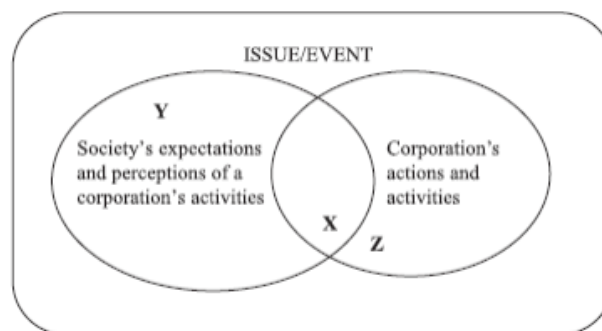 ISSUE/EVENT
Y
Society's expectations
and perceptions of a
corporation's activities
Corporation's
actions and
activities
X
Z